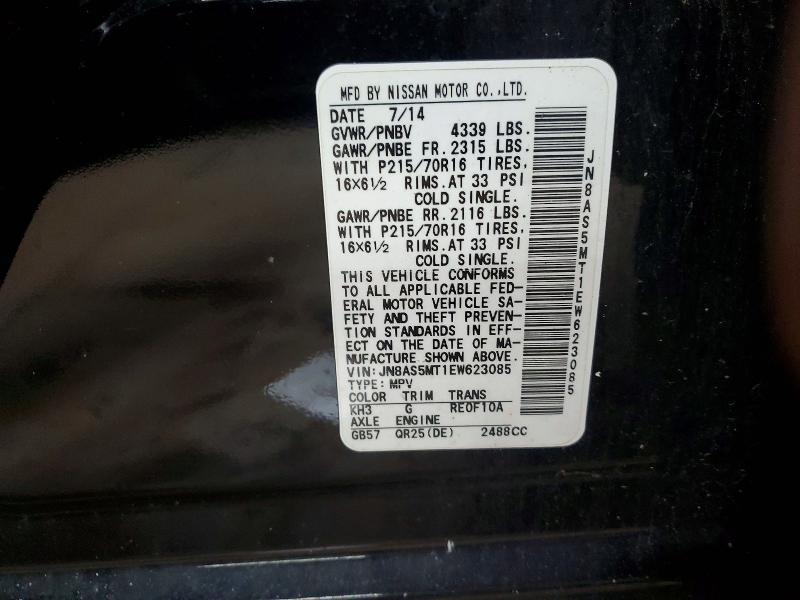 MFD BY NISSAN MOTOR CO.,LTD.
DATE 7/14
GVWR/PNBV 4339 LBS.
GAWR/PNBE FR. 2315 LBS.
WITH P215/70R16 TIRES,
16X6½ RIMS. AT 33 PSI
COLD SINGLE.
GAWR/PNBE RR. 2116 LBS.
WITH P215/70R16 TIRES,
16X6½ RIMS. AT 33 PSI
COLD SINGLE.
THIS VEHICLE CONFORMS
TO ALL APPLICABLE FED-
ERAL MOTOR VEHICLE SA-
FETY AND THEFT PREVEN-
TION STANDARDS IN EFF-
ECT ON THE DATE OF MA-
NUFACTURE SHOWN ABOVE.
VIN: JN8AS5MT1EW623085
TYPE: MPV
COLOR TRIM TRANS
KH3 G RE0F10A
AXLE ENGINE
GB57 QR25(DE) 2488CC
JN8AS5MT1EW623085